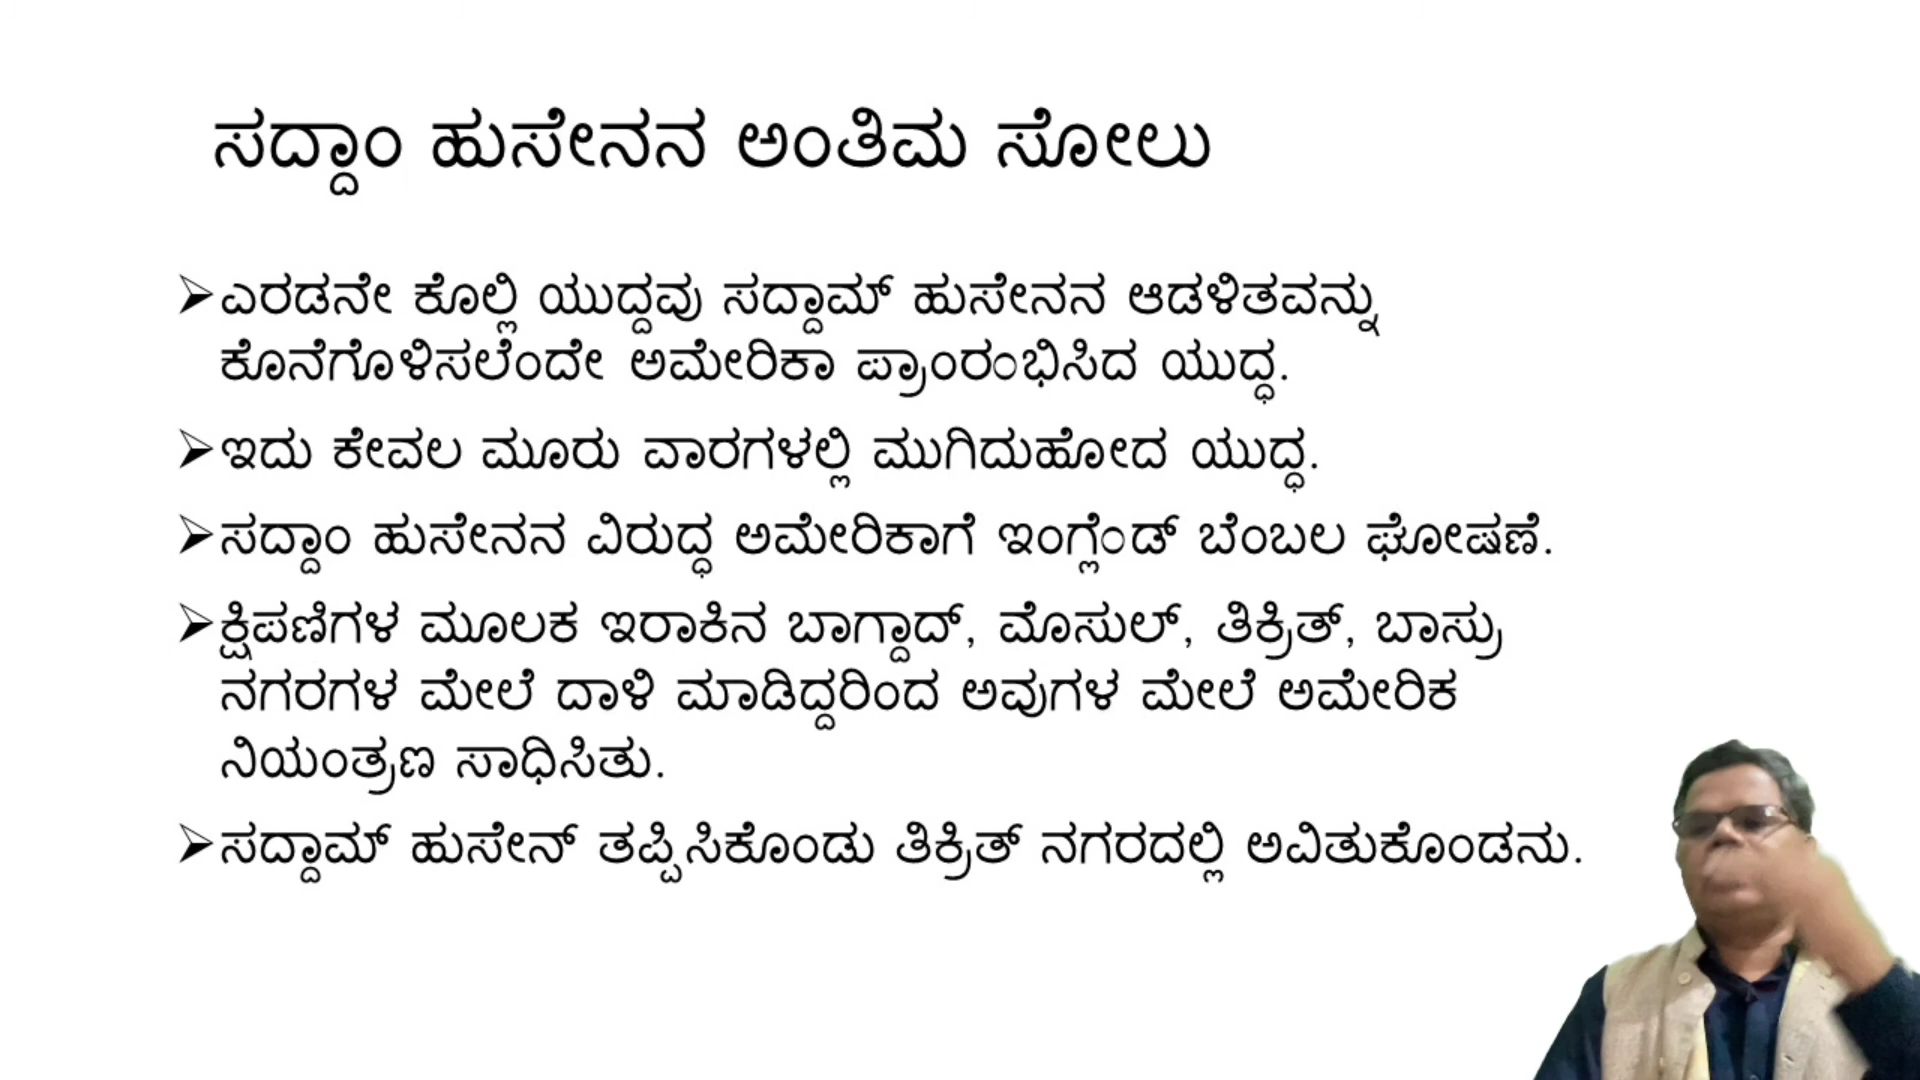 ಸದ್ದಾಂ ಹುಸೇನನ ಅಂತಿಮ ಸೋಲು
➢ಎರಡನೇ ಕೊಲ್ಲಿ ಯುದ್ದವು ಸದ್ದಾಮ್ ಹುಸೇನನ ಆಡಳಿತವನ್ನು
ಕೊನೆಗೊಳಿಸಲೆಂದೇ ಅಮೇರಿಕಾ ಪ್ರಾಂರಂಭಿಸಿದ ಯುದ್ಧ.
➢ಇದು ಕೇವಲ ಮೂರು ವಾರಗಳಲ್ಲಿ ಮುಗಿದುಹೋದ ಯುದ್ಧ.
➢ಸದ್ದಾಂ ಹುಸೇನನ ವಿರುದ್ಧ ಅಮೇರಿಕಾಗೆ ಇಂಗ್ಲೆಂಡ್ ಬೆಂಬಲ ಘೋಷಣೆ.
➢ಕ್ಷಿಪಣಿಗಳ ಮೂಲಕ ಇರಾಕಿನ ಬಾಗ್ದಾದ್, ಮೊಸುಲ್, ತಿಕ್ರಿತ್, ಬಾಸ್ರು
ನಗರಗಳ ಮೇಲೆ ದಾಳಿ ಮಾಡಿದ್ದರಿಂದ ಅವುಗಳ ಮೇಲೆ ಅಮೇರಿಕ
ನಿಯಂತ್ರಣ ಸಾಧಿಸಿತು.
➢ಸದ್ದಾಮ್ ಹುಸೇನ್ ತಪ್ಪಿಸಿಕೊಂಡು ತಿಕ್ರಿತ್ ನಗರದಲ್ಲಿ ಅವಿತುಕೊಂಡನು.